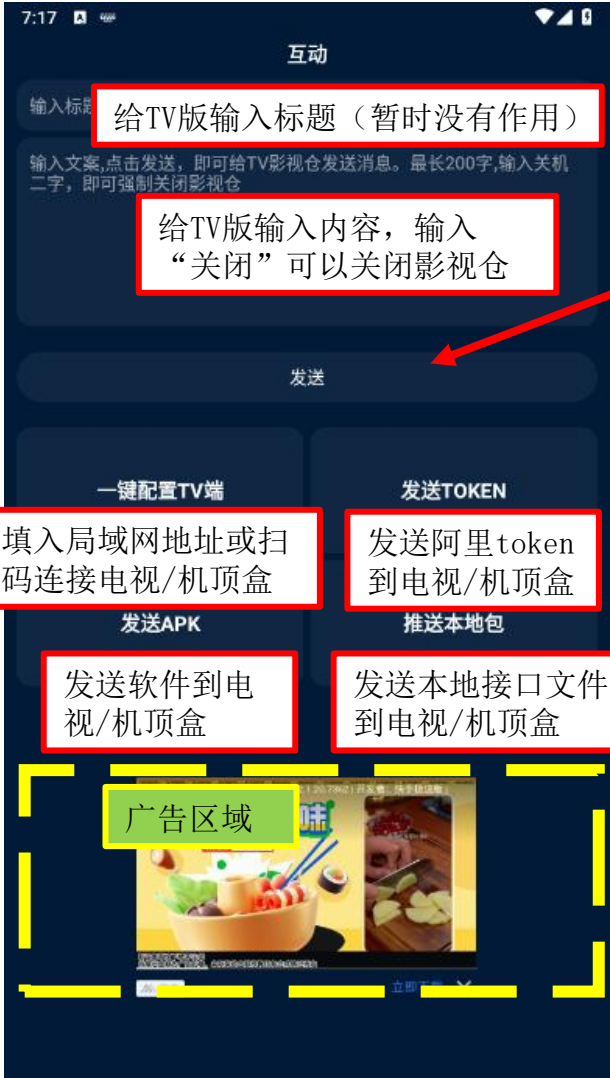 7:17
互动
输入标题
给TV版输入标题（暂时没有作用）
输入文案,点击发送，即可给TV影视仓发送消息。最长200字,输入关机
二字，即可强制关闭影视仓
给TV版输入内容，输入
“关闭”可以关闭影视仓
发送
一键配置TV端
发送TOKEN
填入局域网地址或扫
码连接电视/机顶盒
发送阿里token
到电视/机顶盒
发送APK
推送本地包
发送软件到电
视/机顶盒
发送本地接口文件
到电视/机顶盒
广告区域
味